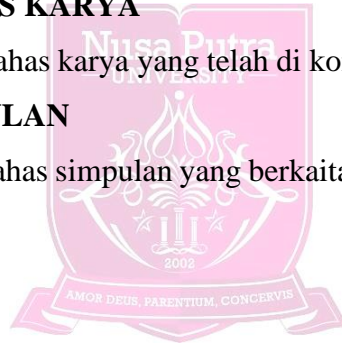 S KARYA
Nusa Putra
ahas karya yang telah di ko
UNIVERSITY
LAN
ahas simpulan yang berkaita
2002
AMOR DEUS, PARENTIUM, CONCERVIS